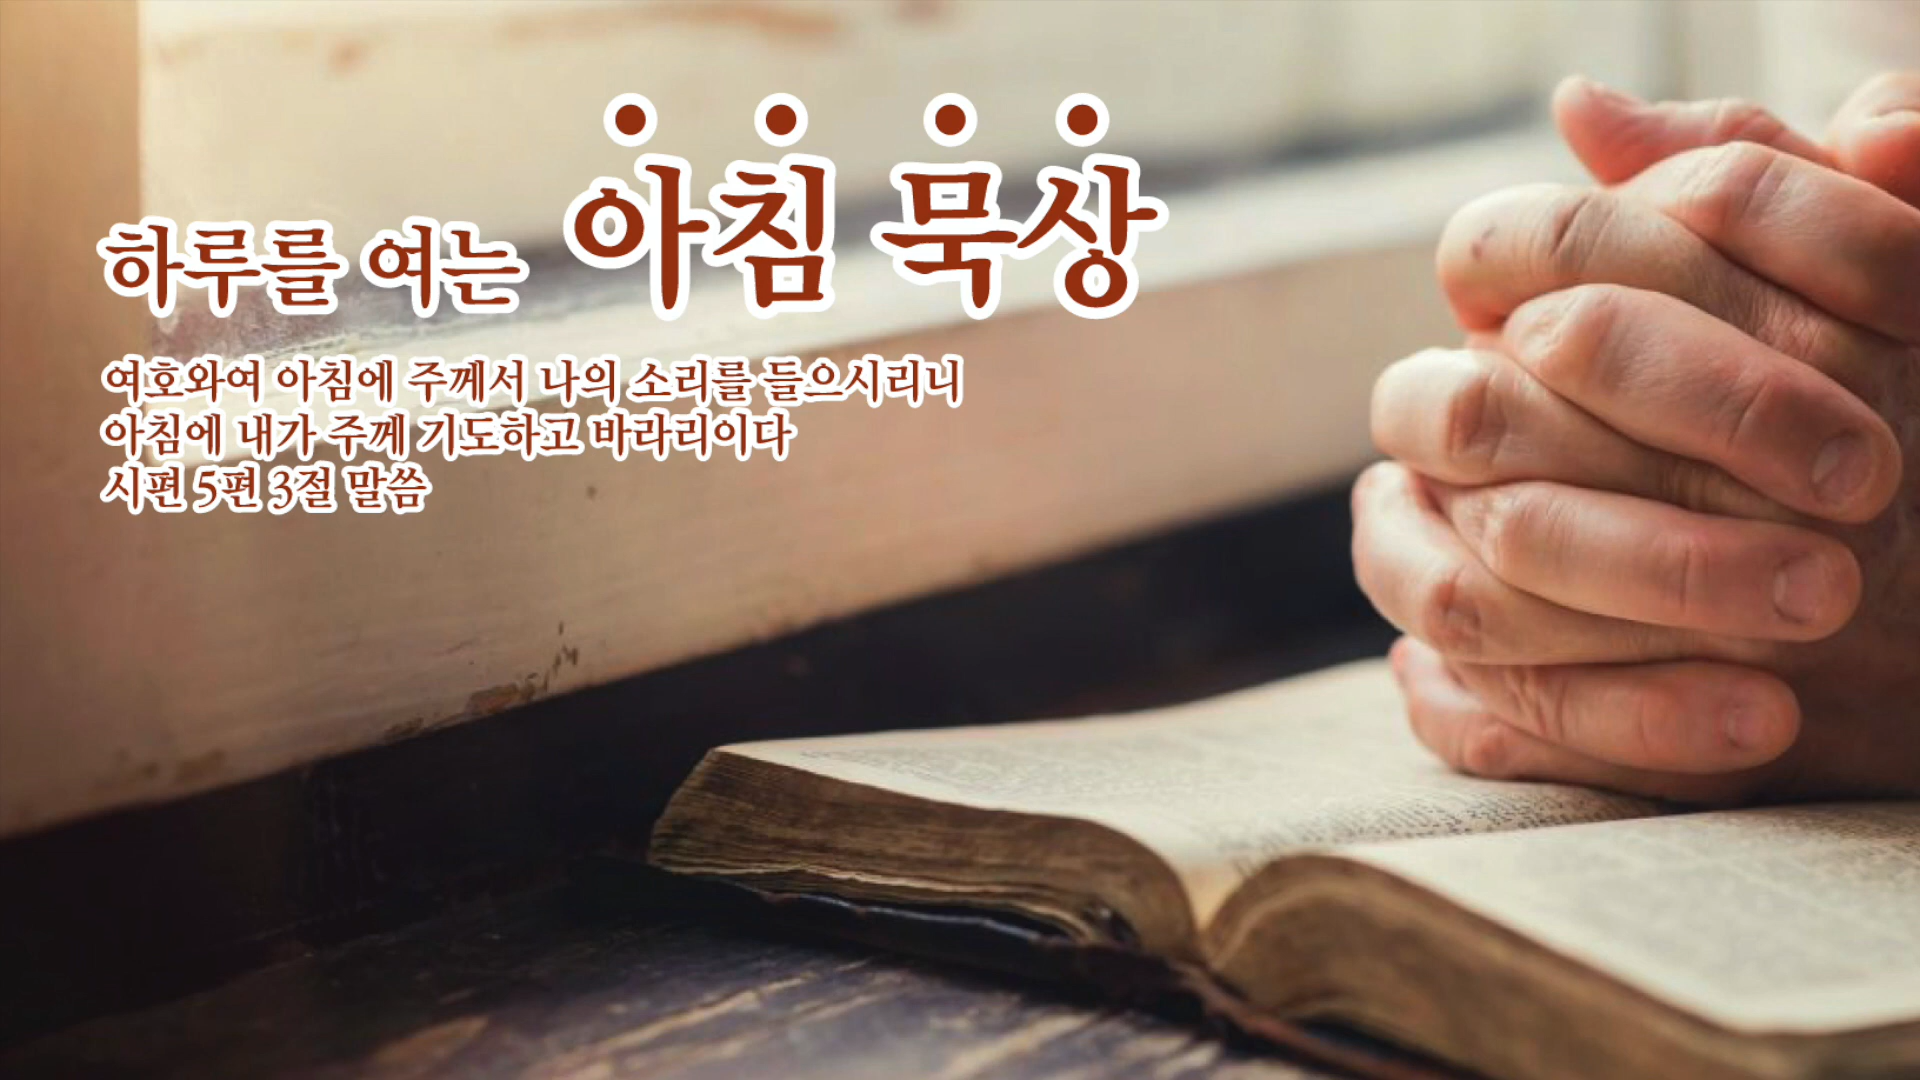 하루를 여는 아침 묵상
여호와여 아침에 주께서 나의 소리를 들으시리니
아침에 내가 주께 기도하고 바라리이다
시편 5편 3절 말씀